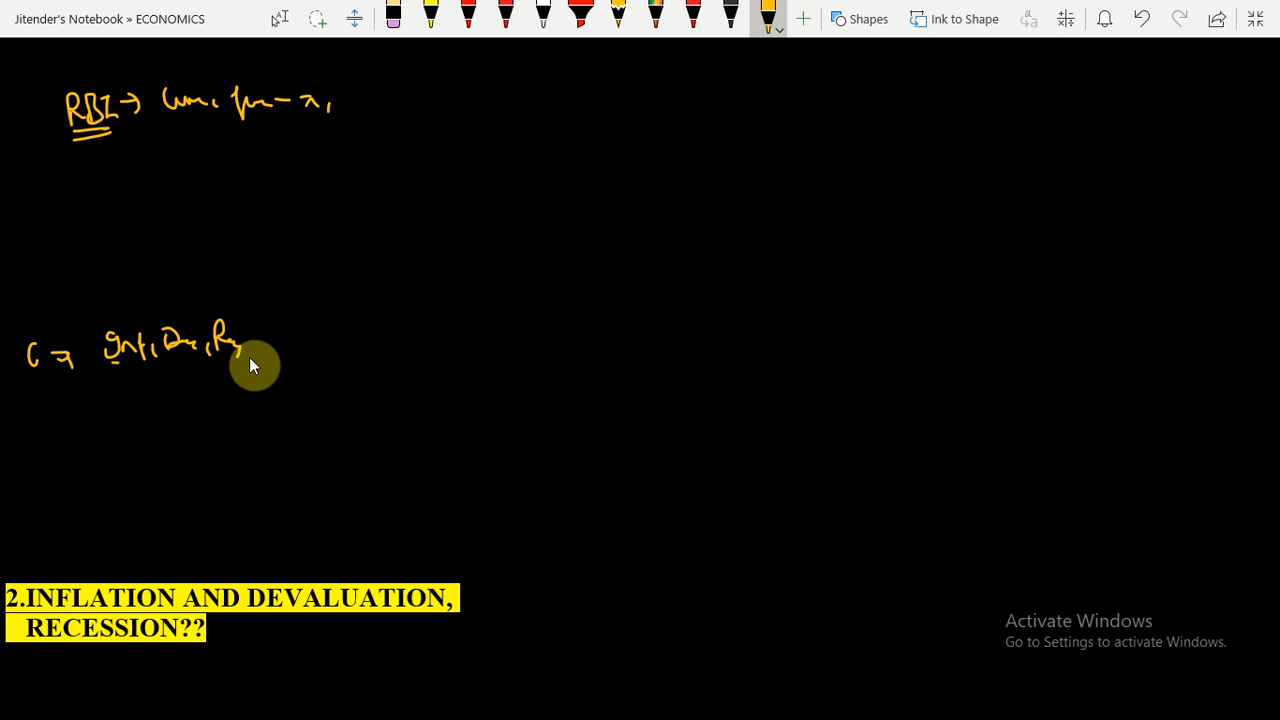 Jitender's Notebook » ECONOMICS
Shapes
Ink to Shape
RBI →
2.INFLATION AND DEVALUATION,
RECESSION??
Activate Windows
Go to Settings to activate Windows.